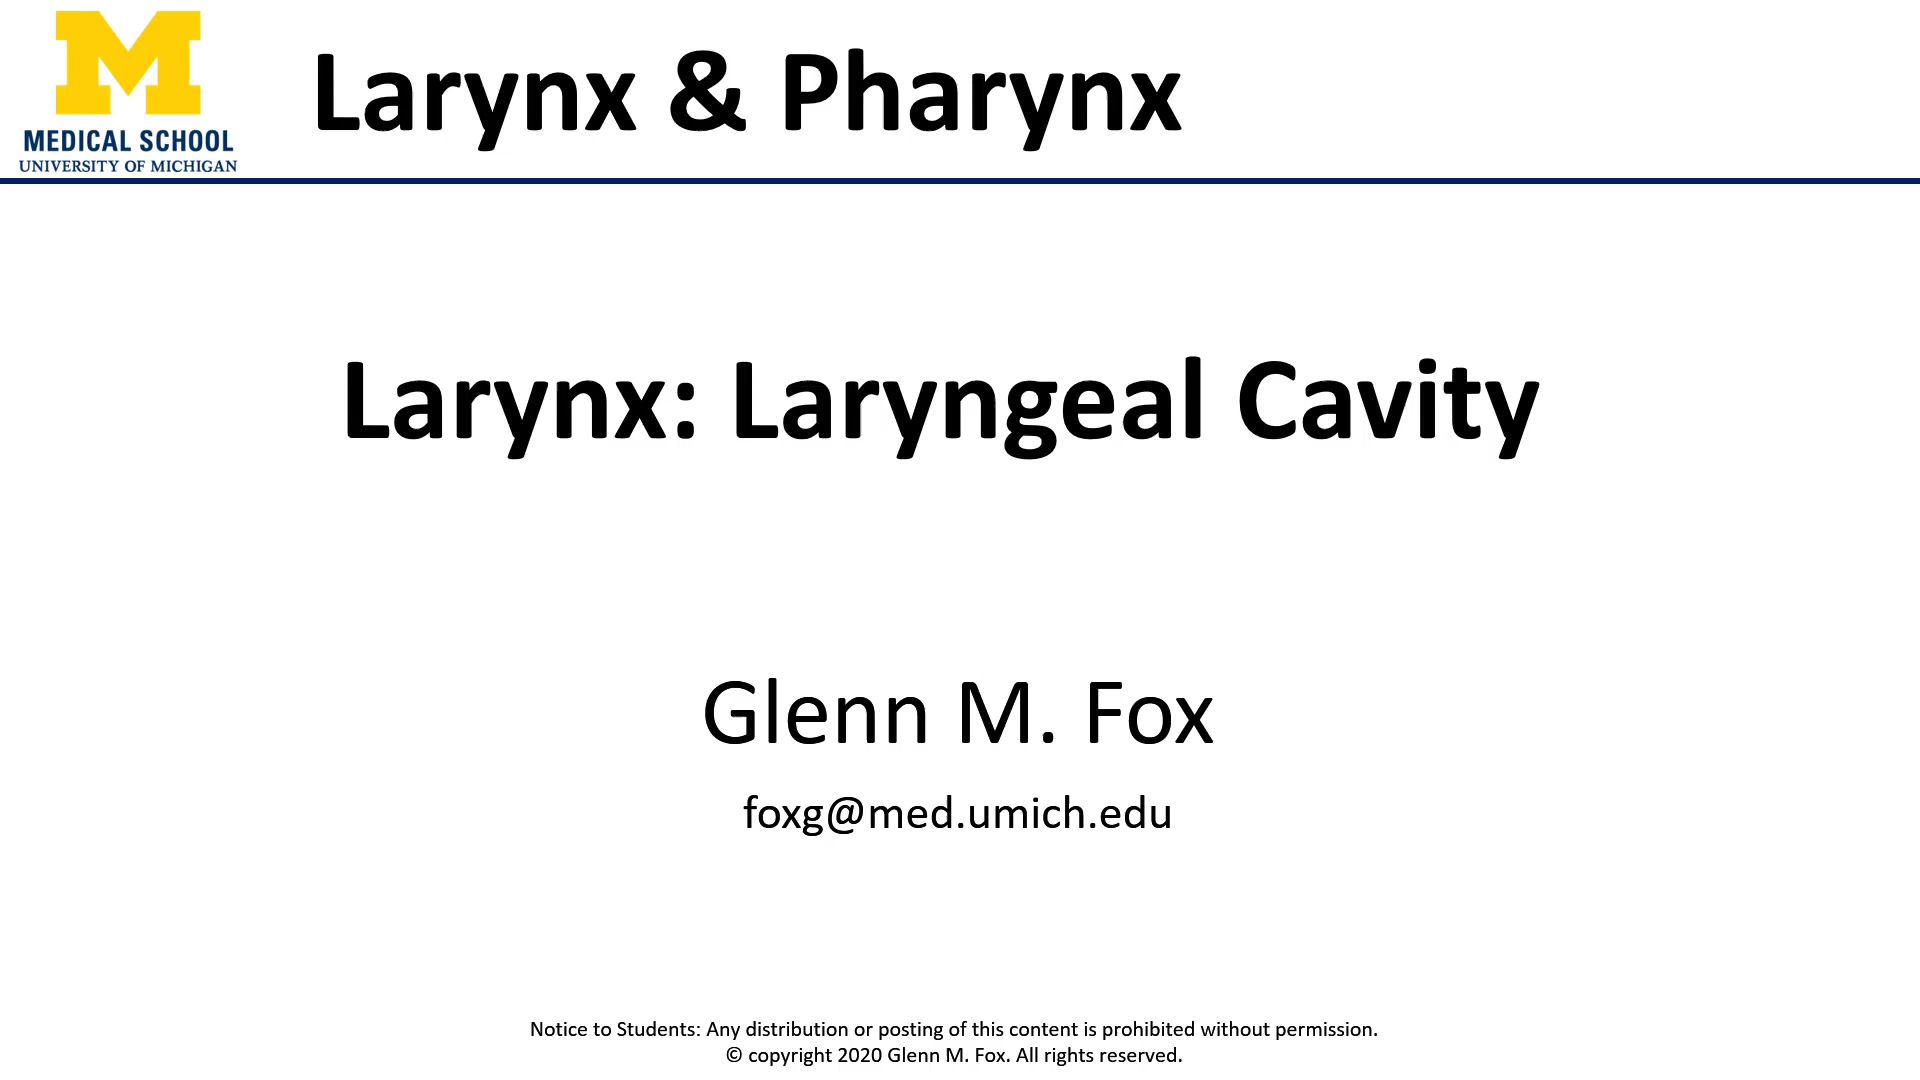 M
MEDICAL SCHOOL
UNIVERSITY OF MICHIGAN
Larynx & Pharynx
Larynx: Laryngeal Cavity
Glenn M. Fox
foxg@med.umich.edu
Notice to Students: Any distribution or posting of this content is prohibited without permission.
© copyright 2020 Glenn M. Fox. All rights reserved.